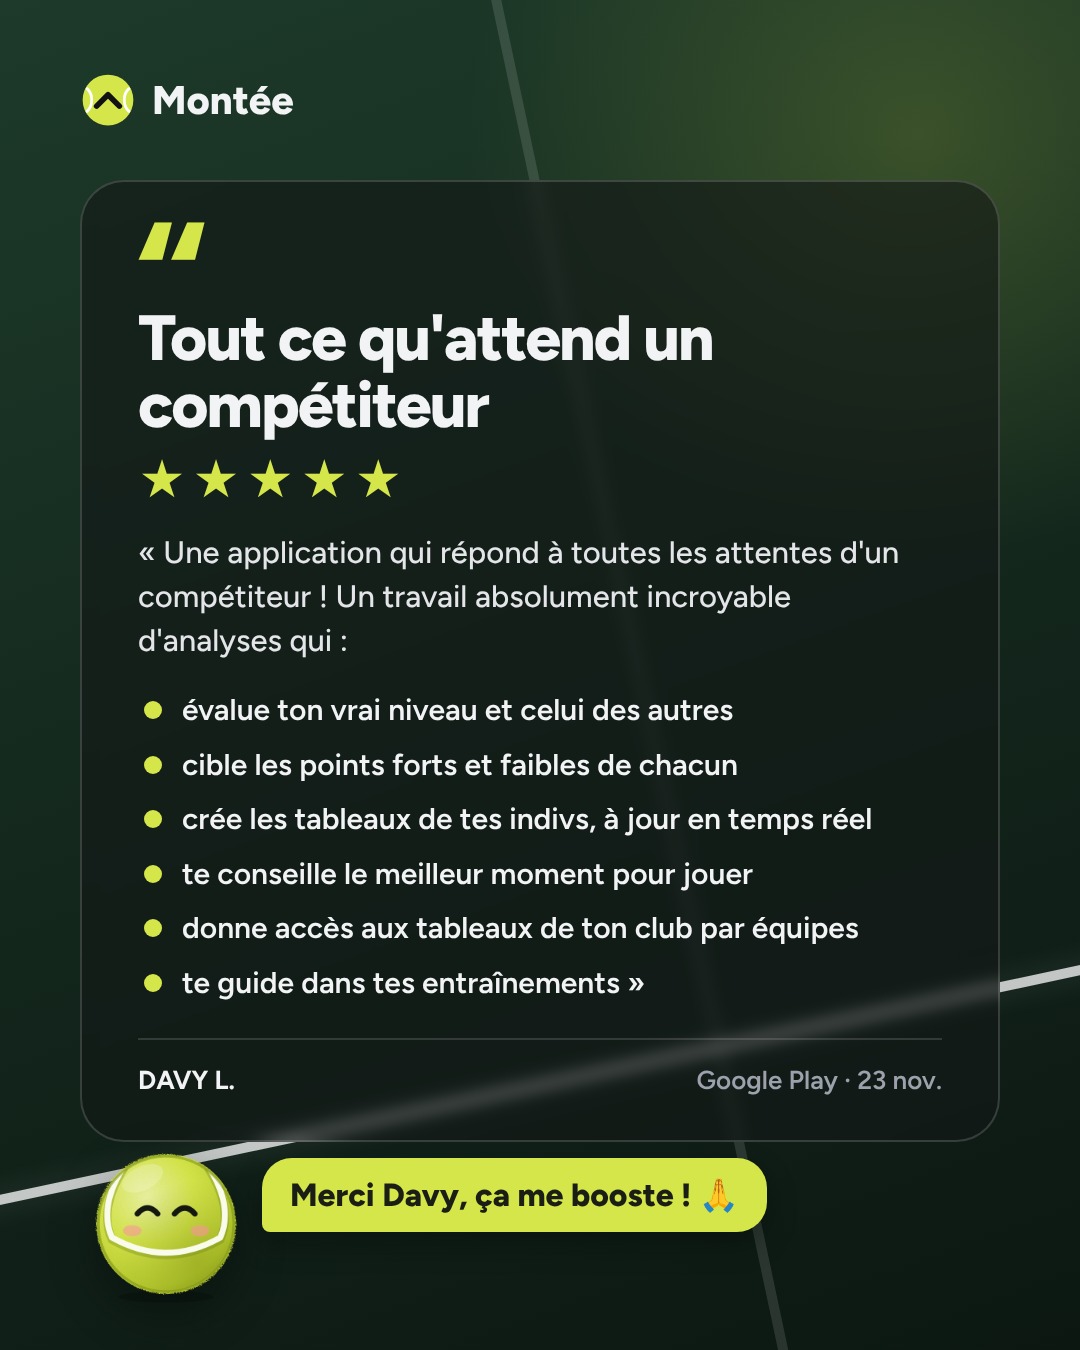 Montée
Tout ce qu'attend un
compétiteur
★★★★★
« Une application qui répond à toutes les attentes d'un
compétiteur ! Un travail absolument incroyable
d'analyses qui :
évalue ton vrai niveau et celui des autres
cible les points forts et faibles de chacun
crée les tableaux de tes indivs, à jour en temps réel
te conseille le meilleur moment pour jouer
donne accès aux tableaux de ton club par équipes
te guide dans tes entraînements »
DAVY L.
Google Play · 23 nov.
Merci Davy, ça me booste ! 🙏